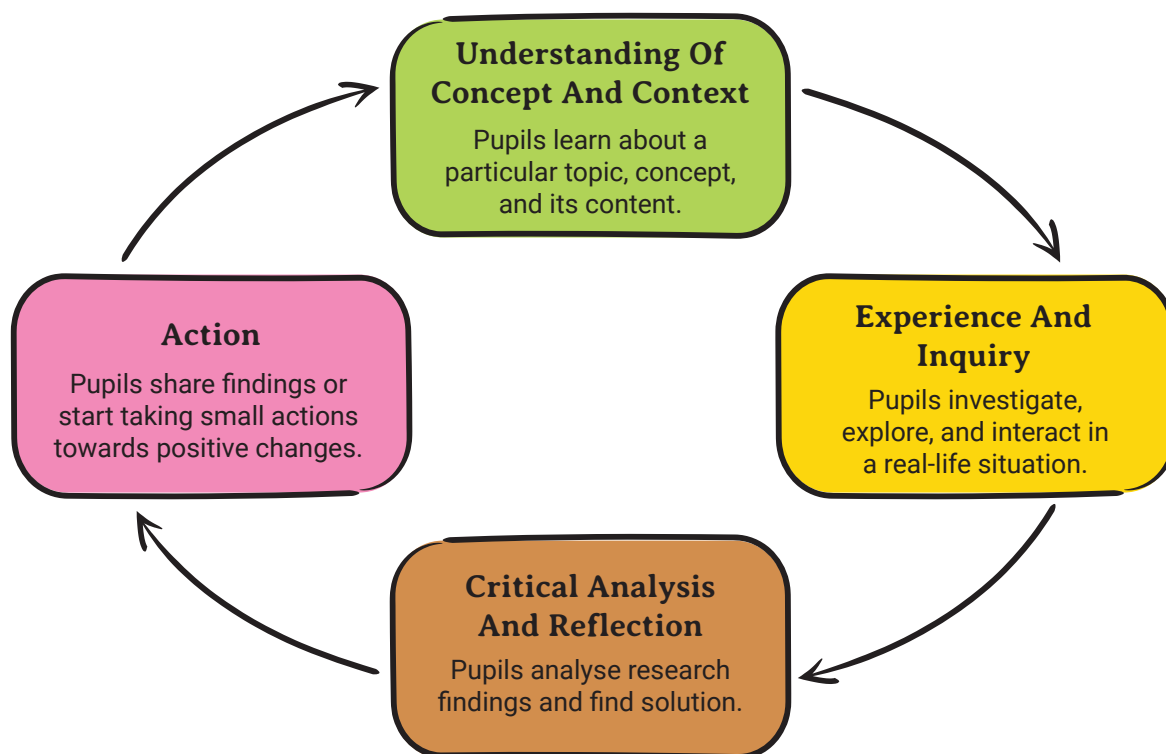 Understanding Of
Concept And Context
Pupils learn about a
particular topic, concept,
and its content.
Experience And
Inquiry
Pupils investigate,
explore, and interact in
a real-life situation.
Critical Analysis
And Reflection
Pupils analyse research
findings and find solution.
Action
Pupils share findings or
start taking small actions
towards positive changes.